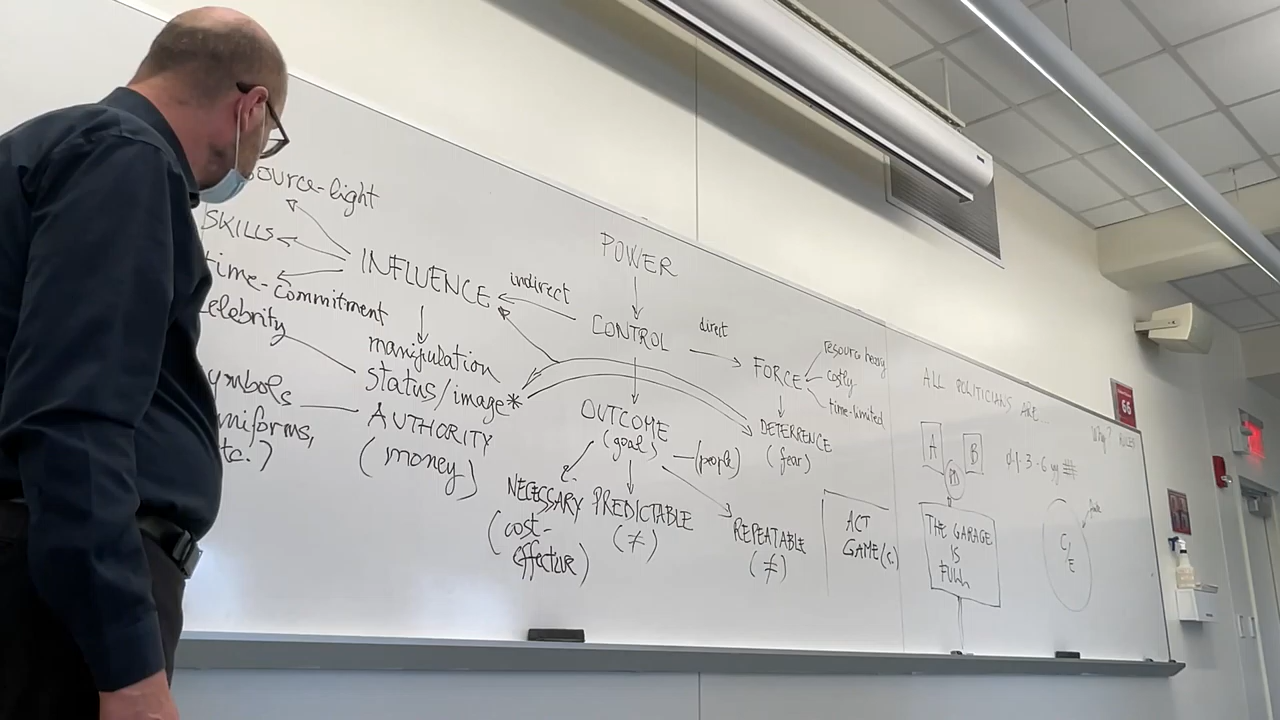 source-light
SKILLS
time-commitment
celebrity
symbols
uniforms,
etc.)
POWER
INFLUENCE
indirect
CONTROL
direct
FORCE
resource heavy
costly
time-limited
manipulation
status/image*
AUTHORITY
(money)
OUTCOME
(goal)
(people)
DETERRENCE
(fear)
NECESSARY
(cost-
effective)
PREDICTABLE
(≠)
REPEATABLE
(≠)
ACT
GAME(S)
ALL POLITICIANS ARE...
Why?
A
B
THE GARAGE
IS
FULL
C/E
66